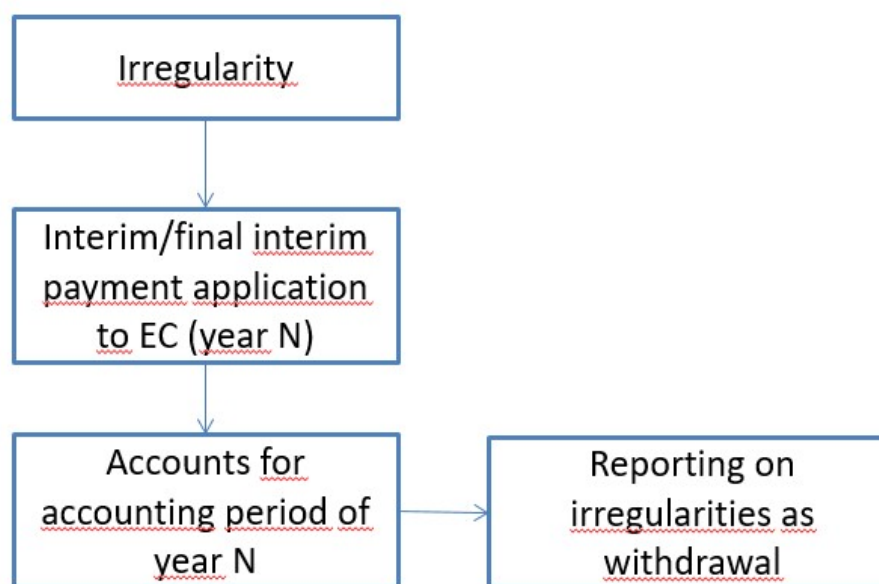 Irregularity
Interim/final interim
payment application
to EC (year N)
Accounts for
accounting period of
year N
Reporting on
irregularities as
withdrawal